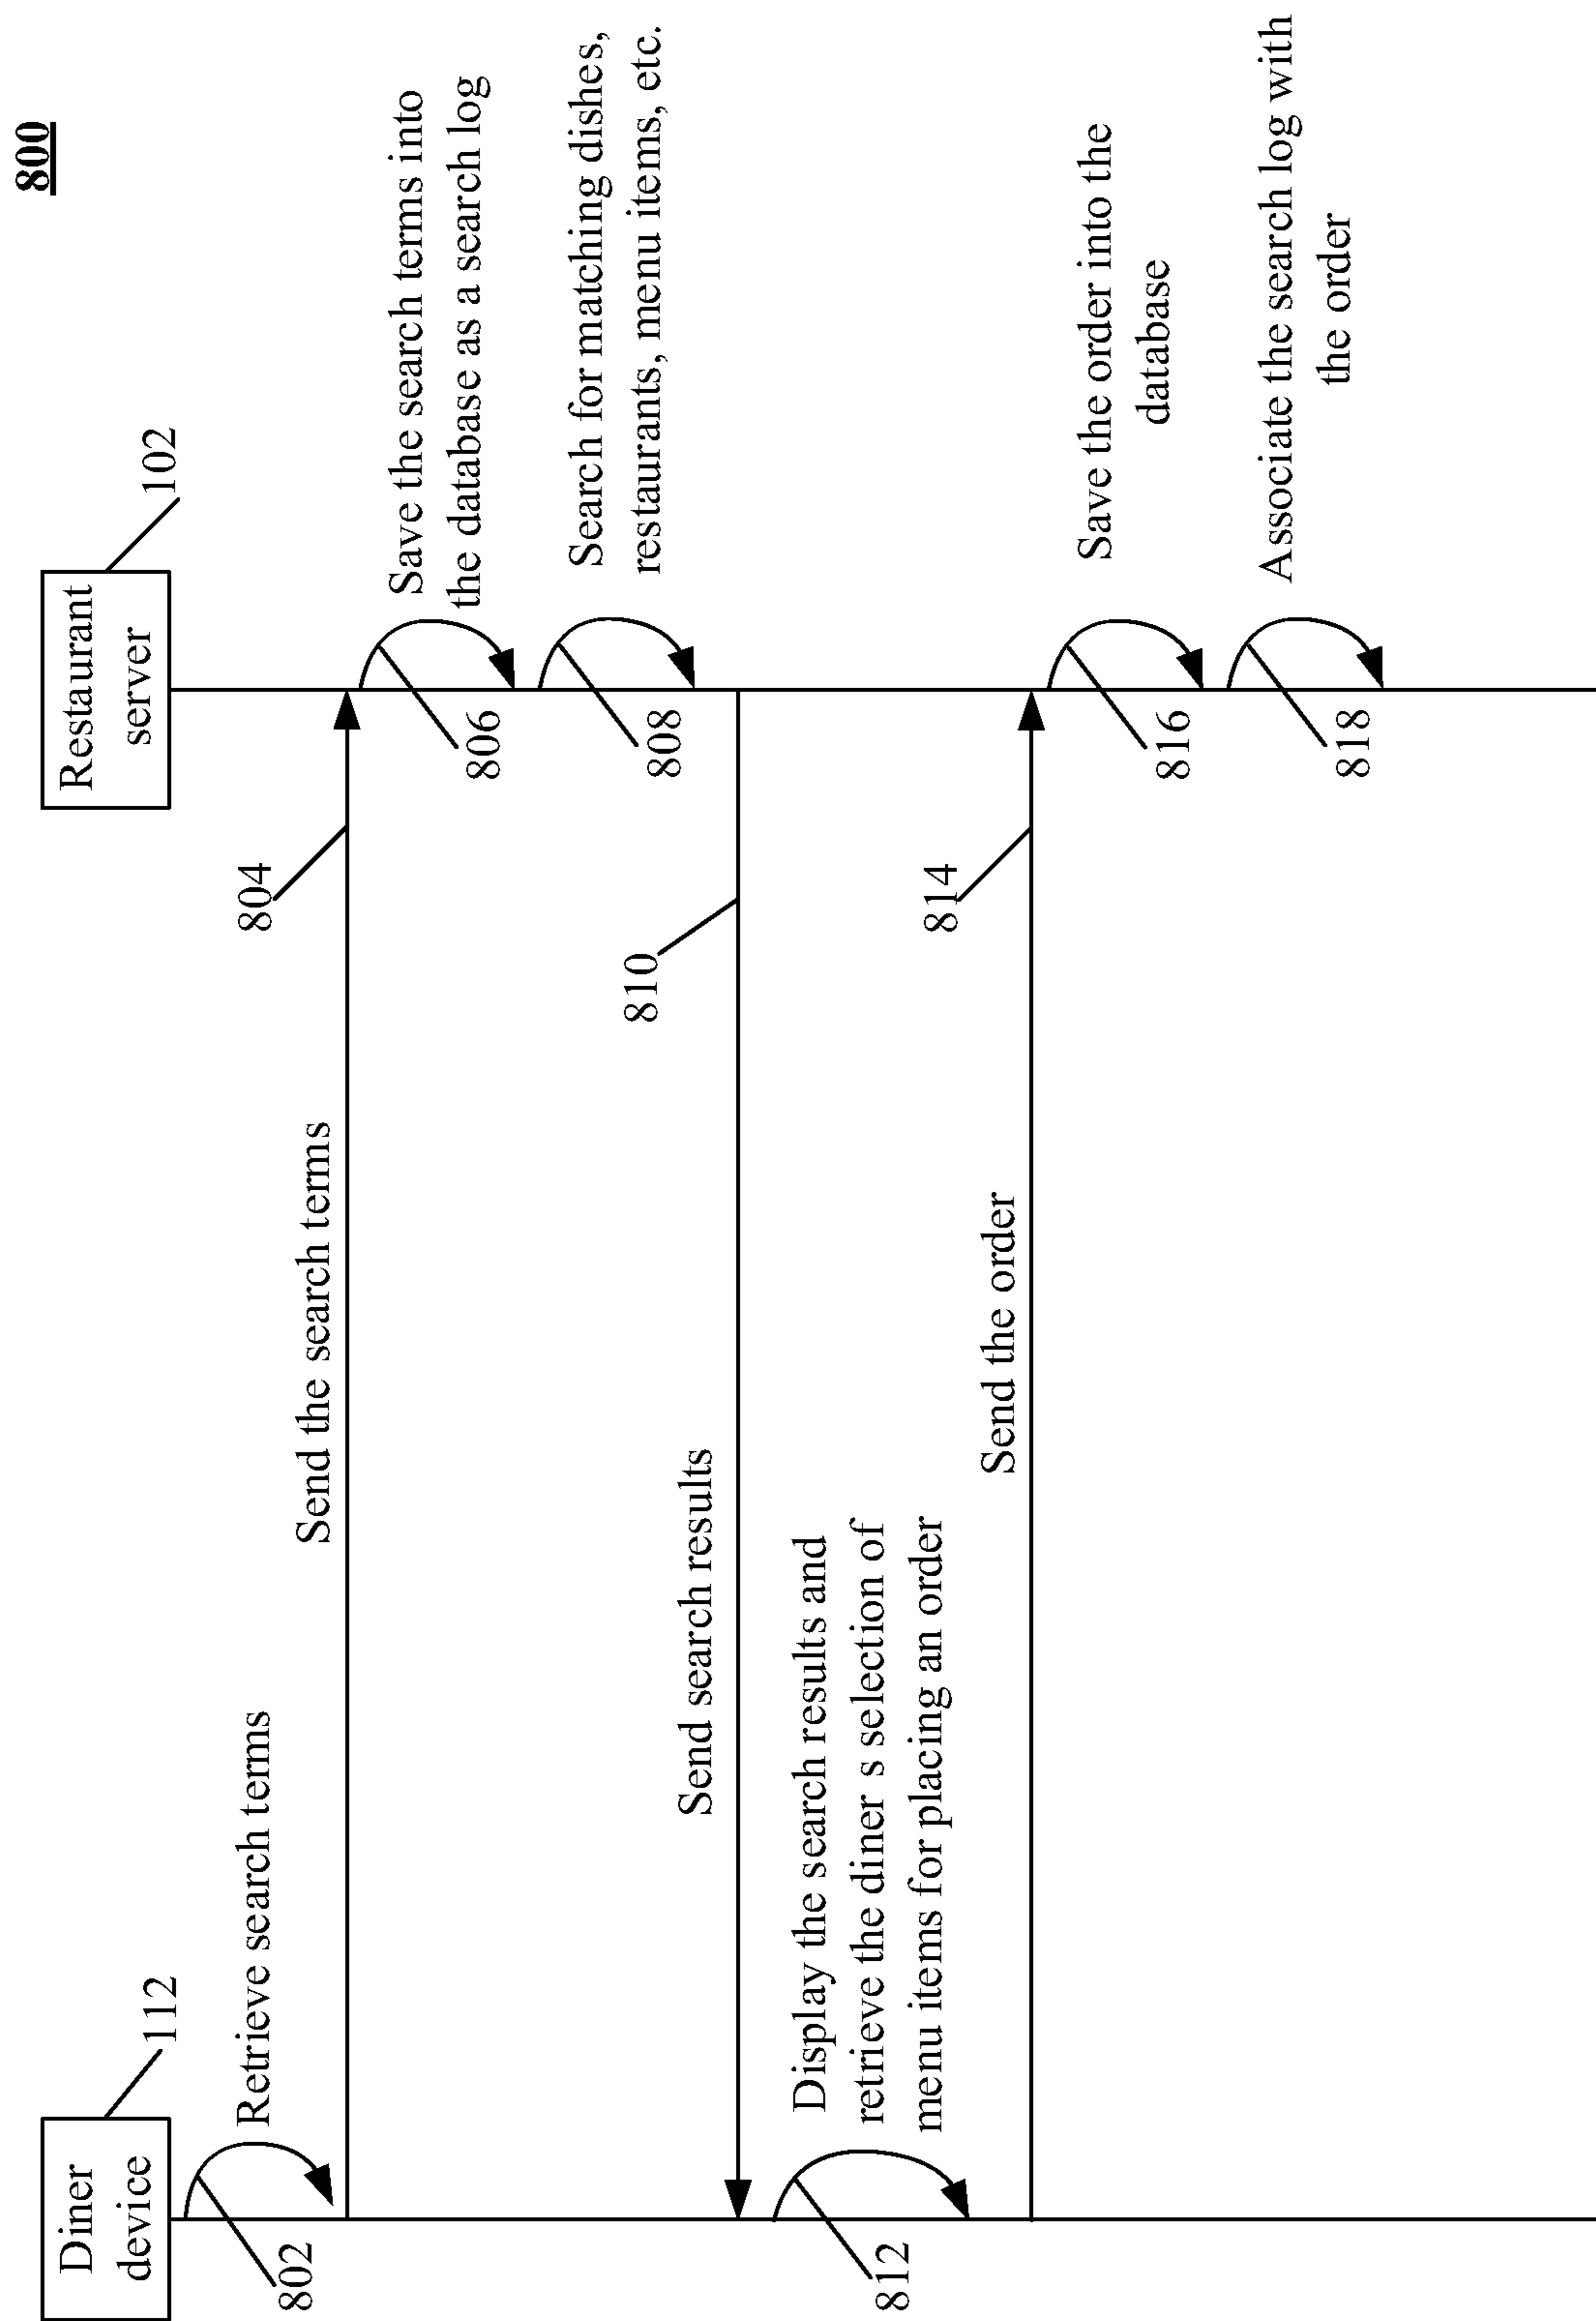 800
Diner
device
112
Restaurant
server
102
802
Retrieve search terms
Send the search terms
804
806
Save the search terms into
the database as a search log
808
Search for matching dishes,
restaurants, menu items, etc.
Send search results
810
812
Display the search results and
retrieve the diner s selection of
menu items for placing an order
Send the order
814
816
Save the order into the
database
818
Associate the search log with
the order